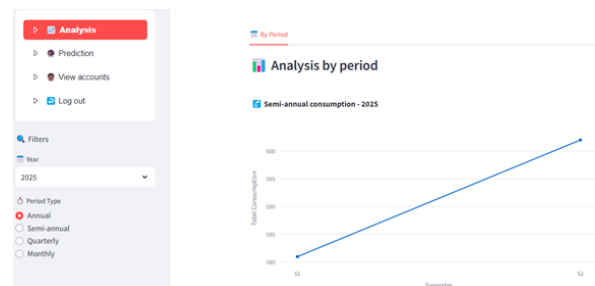 Analysis
Prediction
View accounts
Log out
Filters
Year
2025
Period Type
Annual
Semi-annual
Quarterly
Monthly
By Period
Analysis by period
Semi-annual consumption - 2025
Total Consumption
600
595
590
585
580
S1
S2
Semester